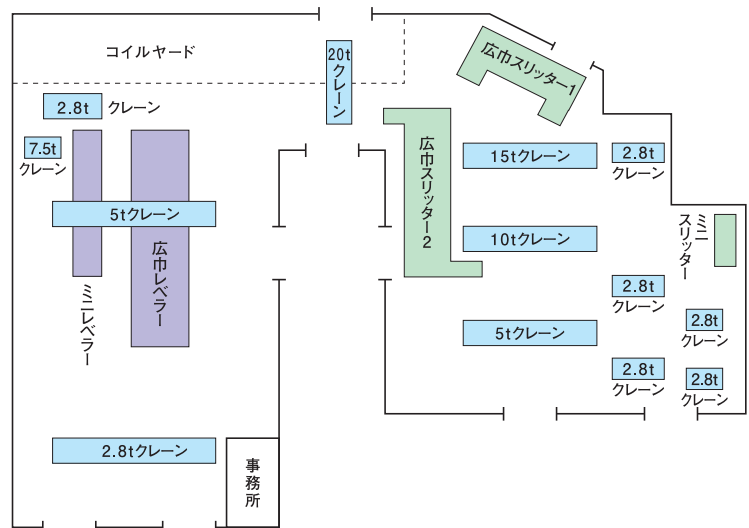 コイルヤード
20tクレーン
広巾スリッター1
2.8t
クレーン
7.5t
クレーン
5tクレーン
ミニレベラー
広巾レベラー
2.8tクレーン
事務所
広巾スリッター2
15tクレーン
2.8t
クレーン
10tクレーン
ミニ
スリッター
2.8t
クレーン
5tクレーン
2.8t
クレーン
2.8t
クレーン
2.8t
クレーン